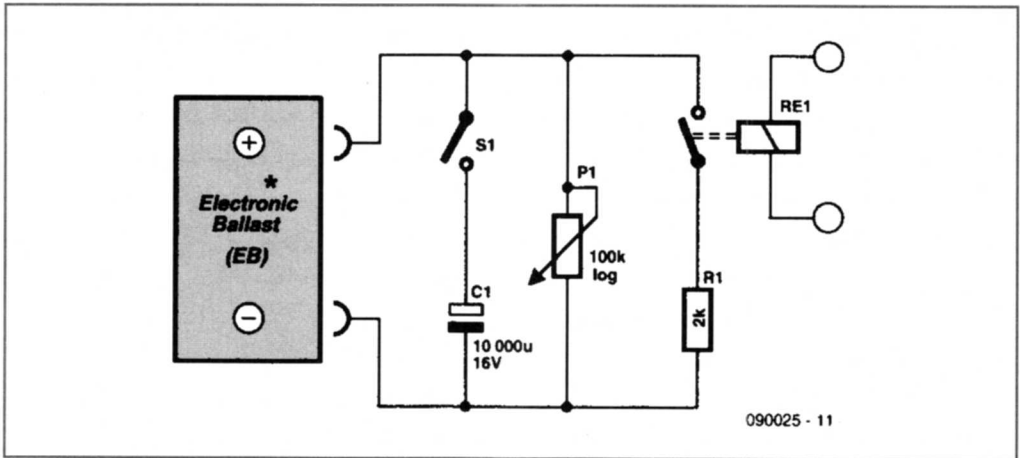 +
*
Electronic
Ballast
(EB)
−
S1
C1
10 000u
16V
P1
100k
log
R1
2k
RE1
090025 - 11